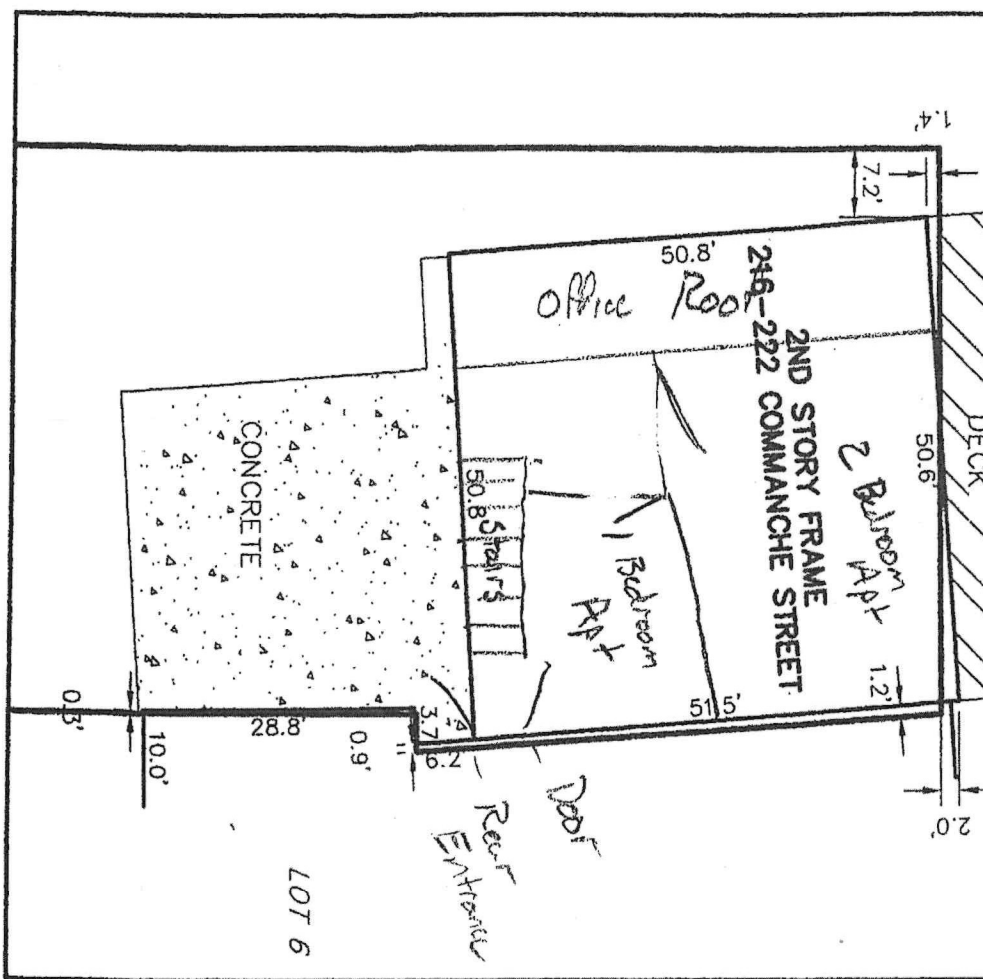 1.4'
7.2'
50.8'
Office Room
2ND STORY FRAME
216-222 COMMANCHE STREET
DECK
50.6'
2 Bedroom
Apt
CONCRETE
50.8'
Stairs
1 Bedroom
Apt
1.2'
51.5'
0.3'
28.8'
10.0'
0.9'
3.7'
6.2'
2.0'
Door
Rear
Entrance
LOT 6